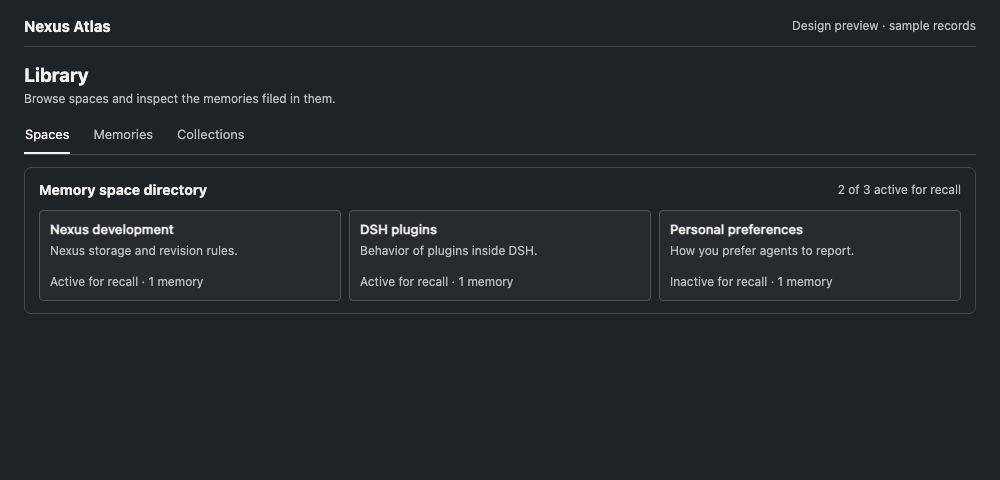 Nexus Atlas
Design preview · sample records
Library
Browse spaces and inspect the memories filed in them.
Spaces
Memories
Collections
Memory space directory
2 of 3 active for recall
Nexus development
Nexus storage and revision rules.
Active for recall · 1 memory
DSH plugins
Behavior of plugins inside DSH.
Active for recall · 1 memory
Personal preferences
How you prefer agents to report.
Inactive for recall · 1 memory